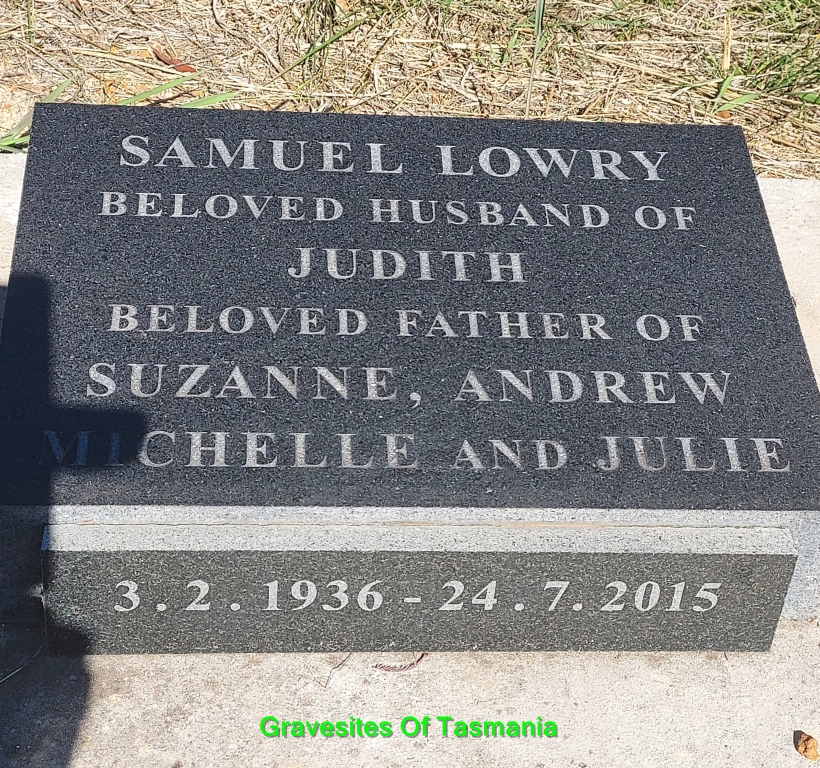 SAMUEL LOWRY
BELOVED HUSBAND OF
JUDITH
BELOVED FATHER OF
SUZANNE, ANDREW
MICHELLE AND JULIE
3.2.1936 - 24.7.2015
Gravesites Of Tasmania